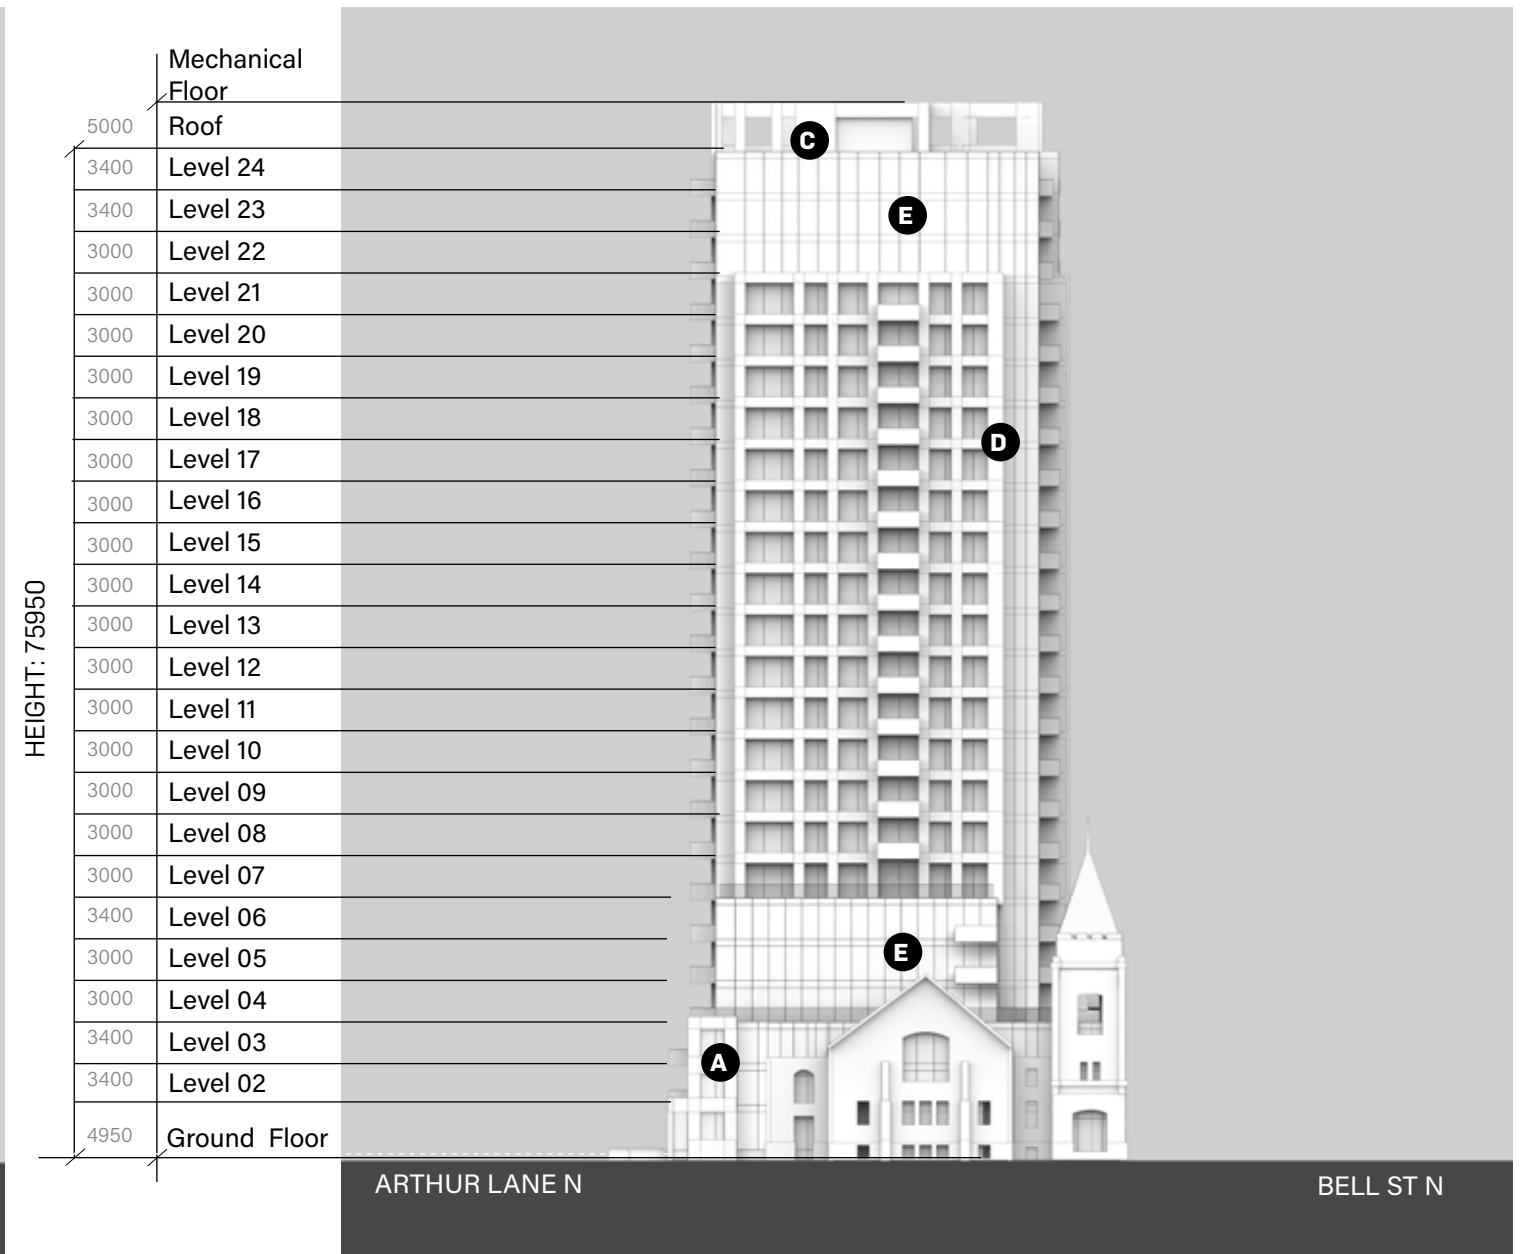 Mechanical
Floor
5000 Roof
3400 Level 24
3400 Level 23
3000 Level 22
3000 Level 21
3000 Level 20
3000 Level 19
3000 Level 18
3000 Level 17
3000 Level 16
3000 Level 15
3000 Level 14
3000 Level 13
3000 Level 12
3000 Level 11
3000 Level 10
3000 Level 09
3000 Level 08
3000 Level 07
3400 Level 06
3000 Level 05
3000 Level 04
3400 Level 03
3400 Level 02
4950 Ground Floor
HEIGHT: 75950
C
E
D
E
A
ARTHUR LANE N
BELL ST N